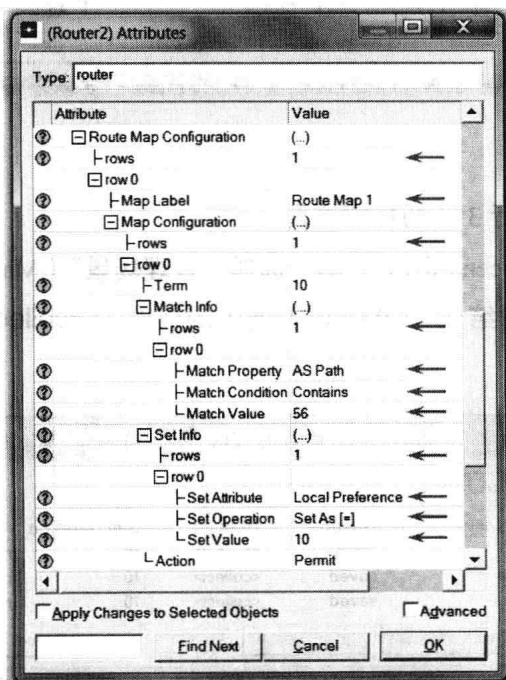 (Router2) Attributes
Type: router
Attribute Value
Route Map Configuration (...)
rows 1
row 0
Map Label Route Map 1
Map Configuration (...)
rows 1
row 0
Term 10
Match Info (...)
rows 1
row 0
Match Property AS Path
Match Condition Contains
Match Value 56
Set Info (...)
rows 1
row 0
Set Attribute Local Preference
Set Operation Set As [=]
Set Value 10
Action Permit
Apply Changes to Selected Objects Advanced
Find Next Cancel OK